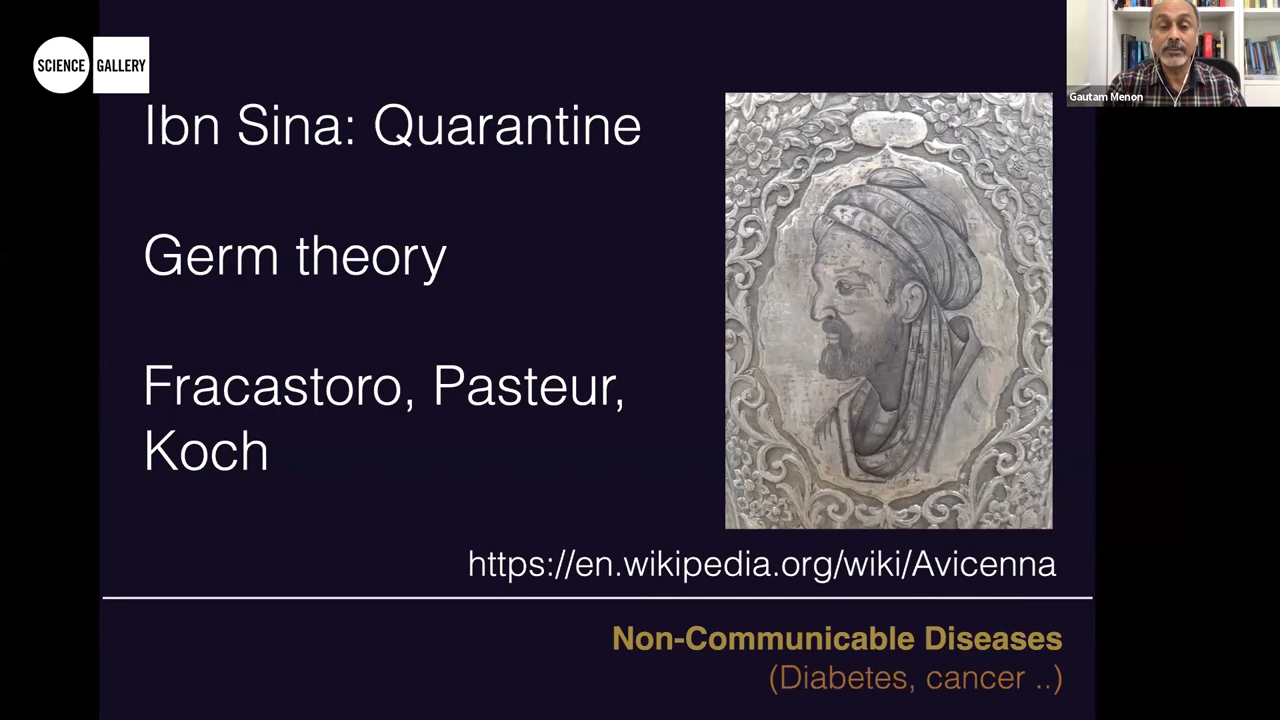 SCIENCE GALLERY
Gautam Menon
Ibn Sina: Quarantine
Germ theory
Fracastoro, Pasteur,
Koch
https://en.wikipedia.org/wiki/Avicenna
Non-Communicable Diseases
(Diabetes, cancer ..)